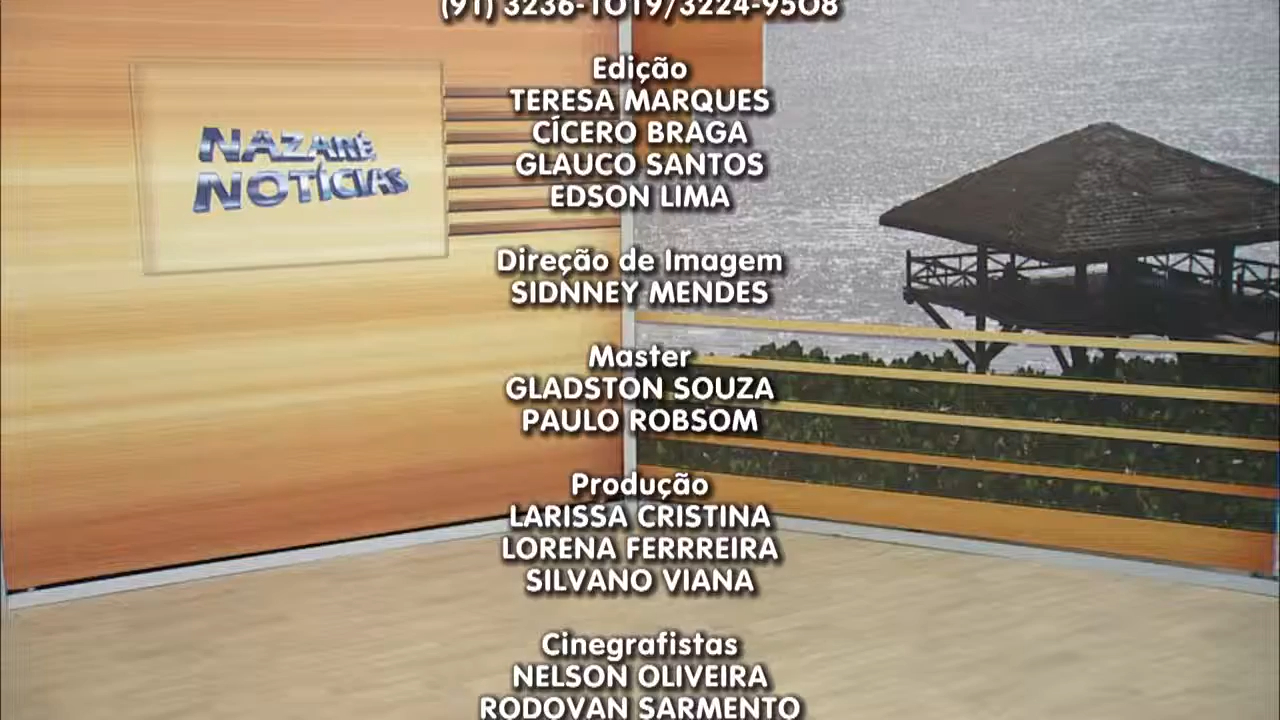 (91) 3236-1019/3224-9508
NAZARÉ
NOTÍCIAS
Edição
TERESA MARQUES
CÍCERO BRAGA
GLAUCO SANTOS
EDSON LIMA
Direção de Imagem
SIDNNEY MENDES
Master
GLADSTON SOUZA
PAULO ROBSOM
Produção
LARISSA CRISTINA
LORENA FERRREIRA
SILVANO VIANA
Cinegrafistas
NELSON OLIVEIRA
RODOVAN SARMENTO